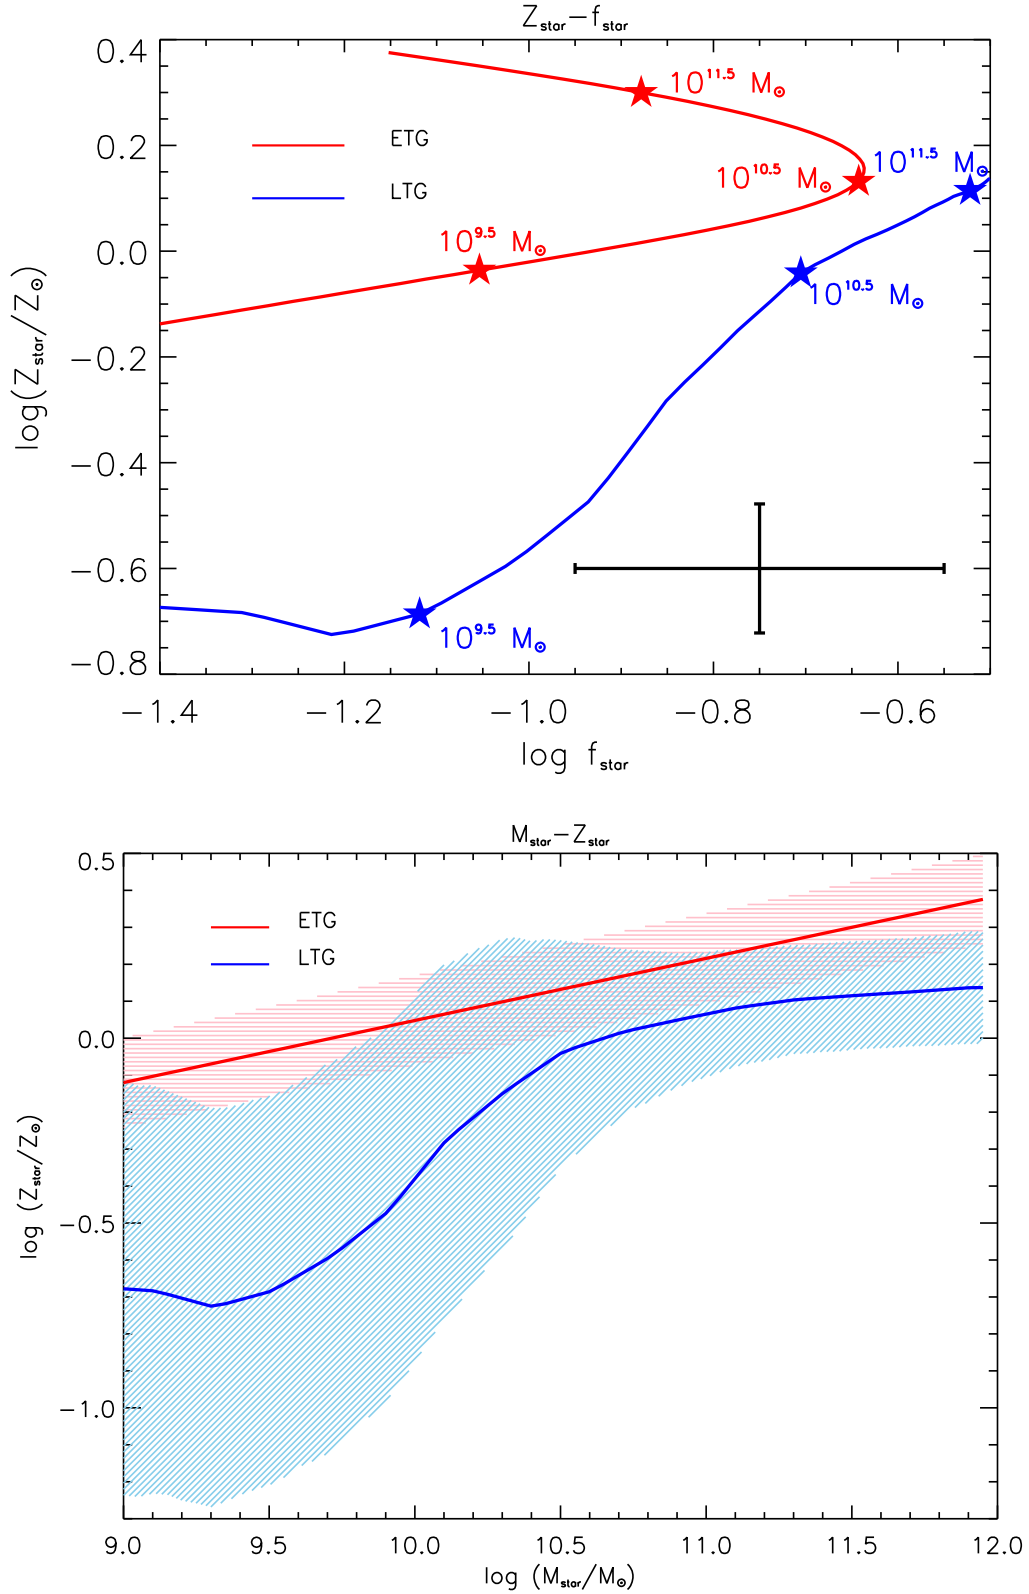 Z_star−f_star
0.4
0.2
0.0
−0.2
−0.4
−0.6
−0.8
log(Z_star/Z_⊙)
ETG
LTG
10^11.5 M_⊙
10^10.5 M_⊙
10^9.5 M_⊙
10^11.5 M_⊙
10^10.5 M_⊙
10^9.5 M_⊙
−1.4 −1.2 −1.0 −0.8 −0.6
log f_star
M_star−Z_star
0.5
0.0
−0.5
−1.0
log (Z_star/Z_⊙)
ETG
LTG
9.0 9.5 10.0 10.5 11.0 11.5 12.0
log (M_star/M_⊙)